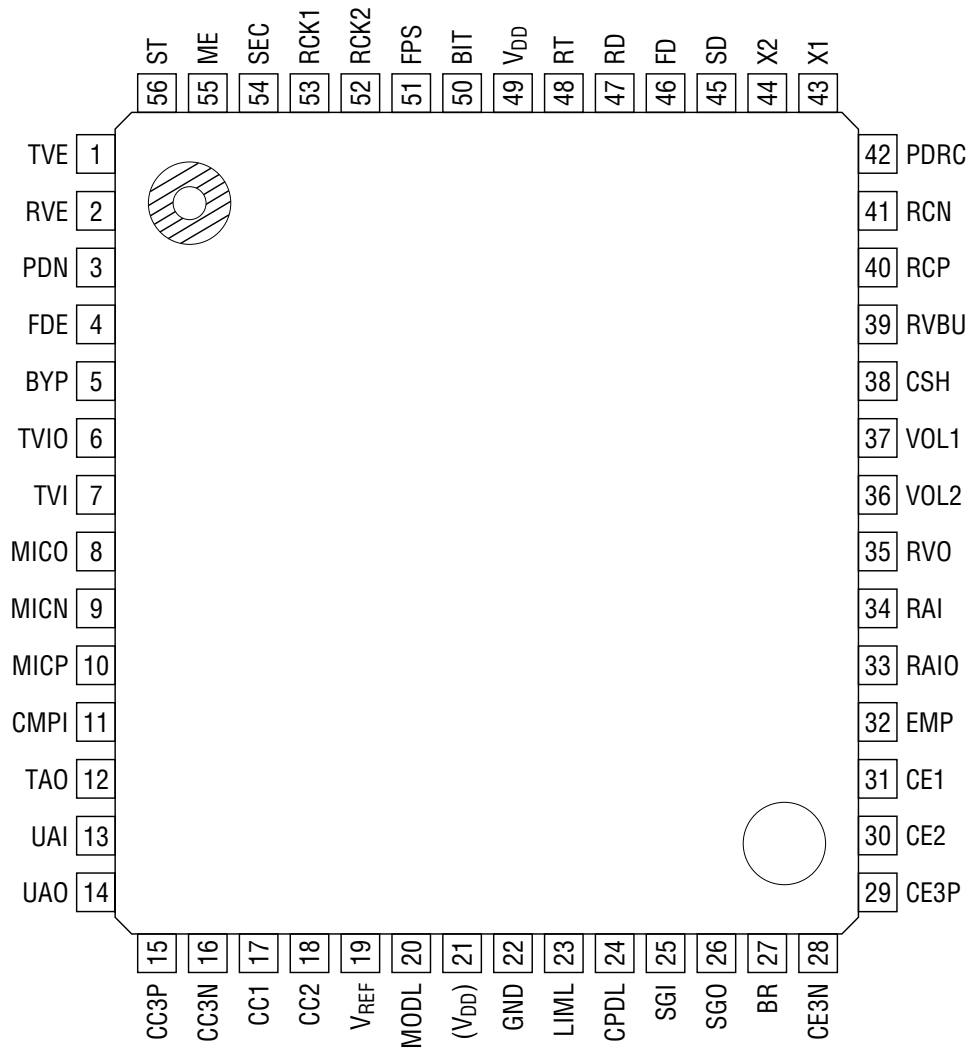 ST ME SEC RCK1 RCK2 FPS BIT VDD RT RD FD SD X2 X1
56 55 54 53 52 51 50 49 48 47 46 45 44 43
TVE 1 42 PDRC
RVE 2 41 RCN
PDN 3 40 RCP
FDE 4 39 RVBU
BYP 5 38 CSH
TVIO 6 37 VOL1
TVI 7 36 VOL2
MICO 8 35 RVO
MICN 9 34 RAI
MICP 10 33 RAIO
CMPI 11 32 EMP
TAO 12 31 CE1
UAI 13 30 CE2
UAO 14 29 CE3P
15 16 17 18 19 20 21 22 23 24 25 26 27 28
CC3P CC3N CC1 CC2 VREF MODL (VDD) GND LIML CPDL SGI SGO BR CE3N